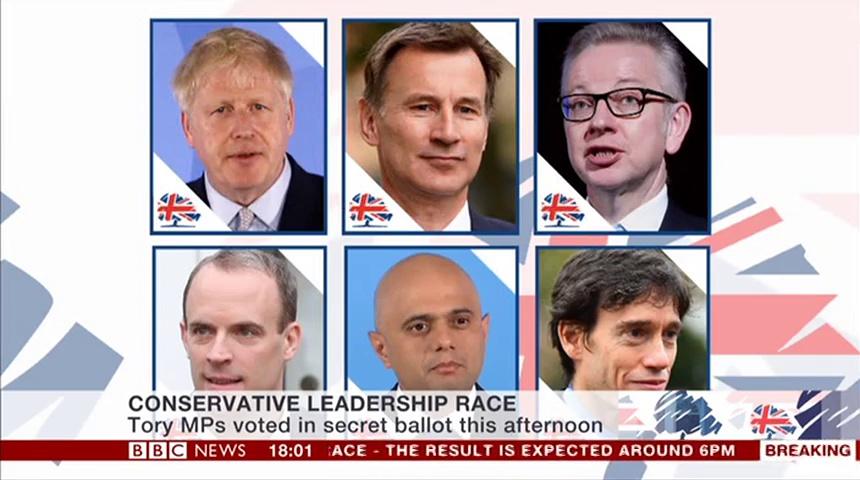 CONSERVATIVE LEADERSHIP RACE
Tory MPs voted in secret ballot this afternoon
BBC NEWS 18:01 ACE - THE RESULT IS EXPECTED AROUND 6PM BREAKING